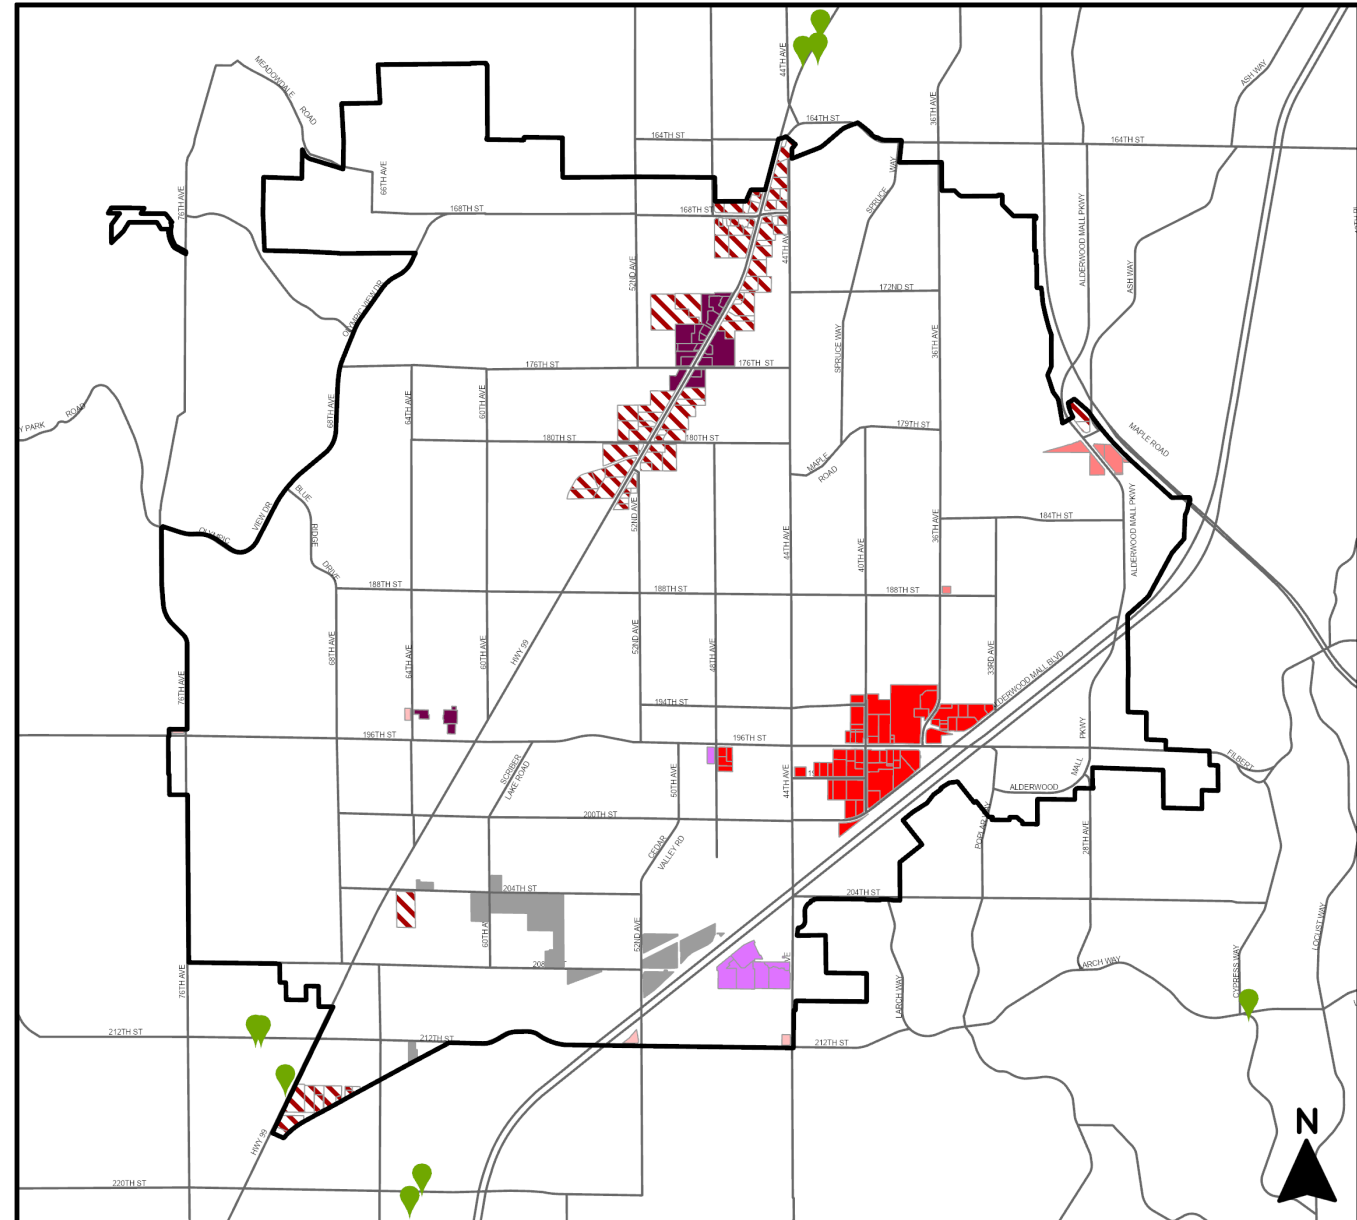 44TH AVE
ASH WAY
MEADOWDALE
ROAD
36TH AVE
164TH ST
164TH ST
164TH ST
66TH AVE
WAY
SPRUCE
76TH AVE
168TH ST
168TH ST
ALDERWOOD MALL PKWY
44TH AV
52ND AVE
ASH WAY
172ND ST
OLYMPIC VIEW DR
36TH AVE
SPRUCE WAY
176TH ST
176TH ST
68TH AVE
64TH AVE
60TH AVE
Y PARK
ROAD
179TH ST
MAPLE ROAD
180TH ST
180TH ST
MAPLE
ROAD
BLUE
RIDGE
DRIVE
VIEW DR
OLYMPIC
52ND AVE
44TH AVE
40TH AVE
36TH AVE
184TH ST
ALDERWOOD MALL PKWY
188TH ST
188TH ST
188TH ST
68TH AVE
64TH AVE
60TH AVE
HWY 99
52ND AVE
48TH AVE
33RD AVE
76TH AVE
DERWOOD MALL BLVD
194TH ST
196TH ST
196TH ST
PKWY
MALL
FILBERT
SCRIBER
LAKE ROAD
50TH AVE
44TH AVE
ALDERWOOD
200TH ST
CEDAR
VALLEY RD
POPLAR WAY
28TH AVE
204TH ST
204TH ST
60TH A
52ND AVE
LOCUST WAY
76TH AVE
208
ST
VE
ARCH WAY
LARCH WAY
CYPRESS WAY
212TH ST
212TH ST
212TH ST
HWY 99
N
220TH ST